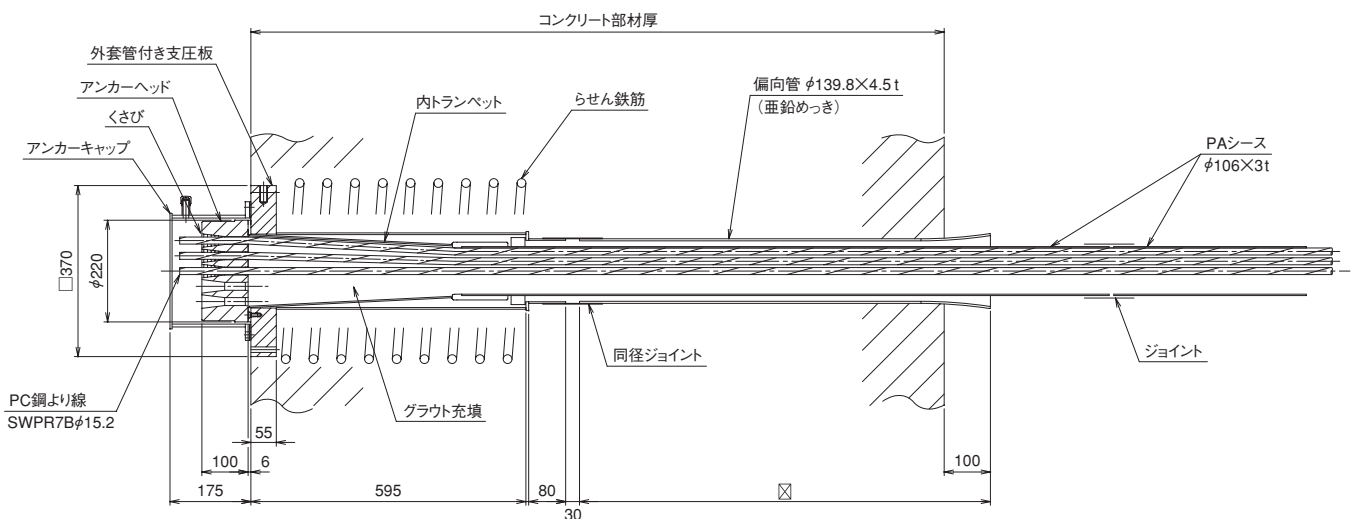 コンクリート部材厚
外套管付き支圧板
アンカーヘッド
くさび
アンカーキャップ
内トランペット
らせん鉄筋
偏向管 φ139.8×4.5t
（亜鉛めっき）
PAシース
φ106×3t
□370
φ220
同径ジョイント
ジョイント
PC鋼より線
SWPR7Bφ15.2
グラウト充填
55
100
6
100
175
595
80
30